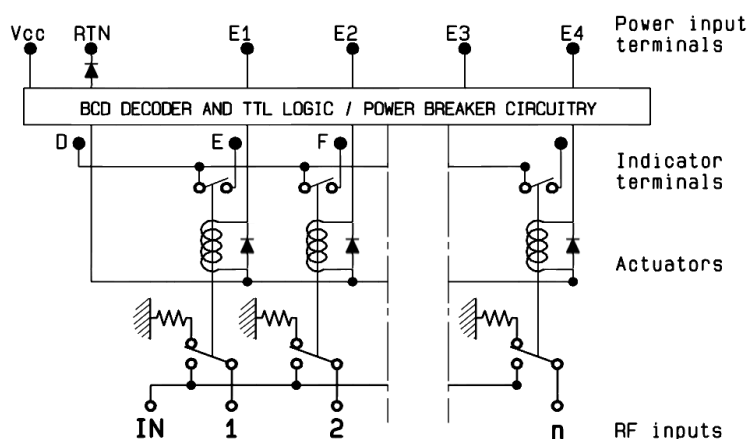 Vcc RTN E1 E2 E3 E4 Power input
terminals
BCD DECODER AND TTL LOGIC / POWER BREAKER CIRCUITRY
D E F
Indicator
terminals
Actuators
IN 1 2 n RF inputs